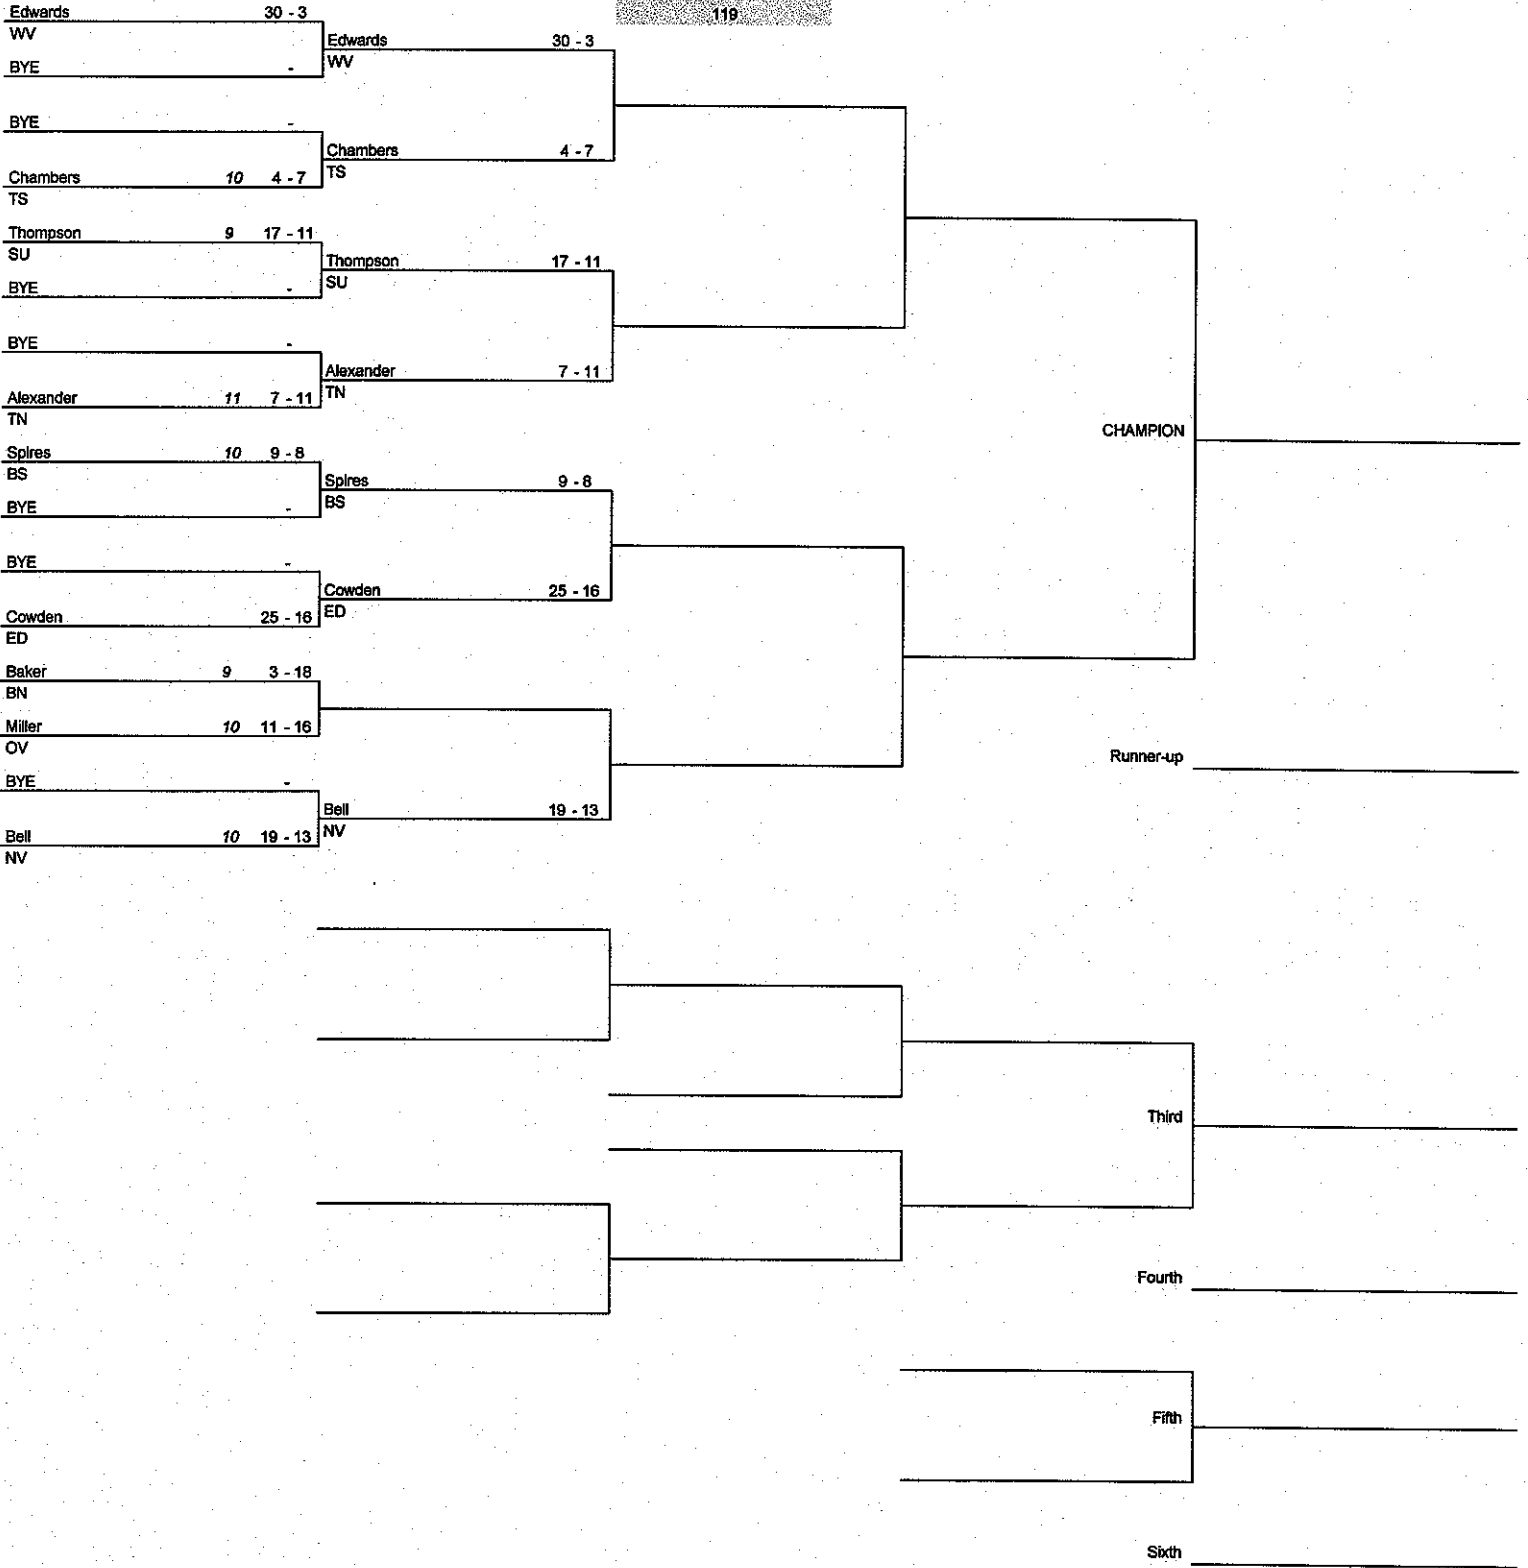 119
Edwards 30 - 3
WV
BYE -
Edwards 30 - 3
WV
BYE -
Chambers 10 4 - 7
TS
Chambers 4 - 7
TS
Thompson 9 17 - 11
SU
BYE -
Thompson 17 - 11
SU
BYE -
Alexander 11 7 - 11
TN
Alexander 7 - 11
TN
Spires 10 9 - 8
BS
BYE -
Spires 9 - 8
BS
BYE -
Cowden 25 - 16
ED
Cowden 25 - 16
ED
Baker 9 3 - 18
BN
Miller 10 11 - 16
OV
BYE -
Bell 10 19 - 13
NV
Bell 19 - 13
NV
CHAMPION
Runner-up
Third
Fourth
Fifth
Sixth